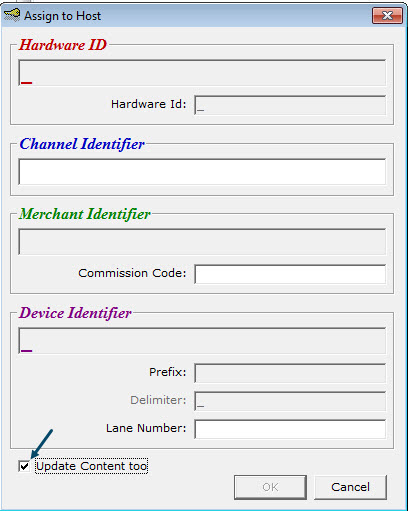 Assign to Host
Hardware ID
_
Hardware Id: _
Channel Identifier
Merchant Identifier
Commission Code:
Device Identifier
_
Prefix:
Delimiter: _
Lane Number:
Update Content too
OK Cancel